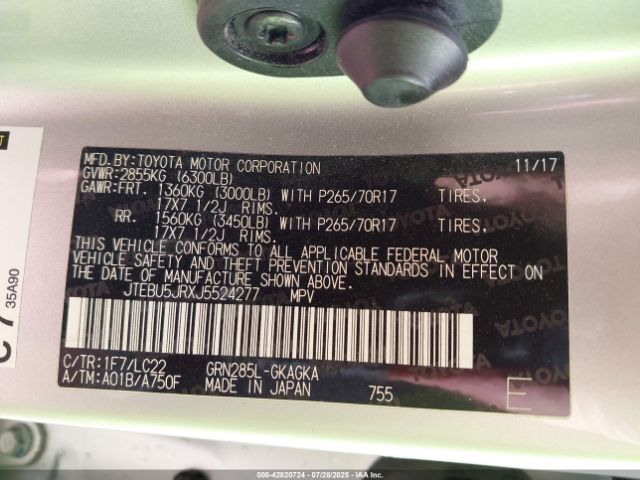 MFD.BY:TOYOTA MOTOR CORPORATION 11/17
GVWR:2855KG (6300LB)
GAWR:FRT. 1360KG (3000LB) WITH P265/70R17 TIRES,
17X7 1/2J RIMS.
RR. 1560KG (3450LB) WITH P265/70R17 TIRES,
17X7 1/2J RIMS.
THIS VEHICLE CONFORMS TO ALL APPLICABLE FEDERAL MOTOR
VEHICLE SAFETY AND THEFT PREVENTION STANDARDS IN EFFECT ON
THE DATE OF MANUFACTURE SHOWN ABOVE.
JTEBU5JRXJ5524277 MPV
C/TR:1F7/LC22 GRN285L-GKAGKA
A/TM:A01B/A750F MADE IN JAPAN 755
E
35A90
000-42820724 - 07/28/2025 - IAAI.COM